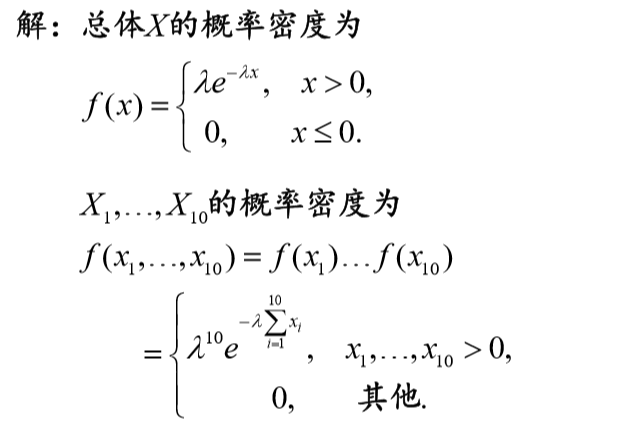 解：总体X的概率密度为
f(x) = { λe^{-λx}, x > 0,
0, x ≤ 0.
X₁,…,X₁₀的概率密度为
f(x₁,…,x₁₀) = f(x₁)…f(x₁₀)
= { λ^{10}e^{-λ∑_{i=1}^{10} x_i}, x₁,…,x₁₀ > 0,
0, 其他.